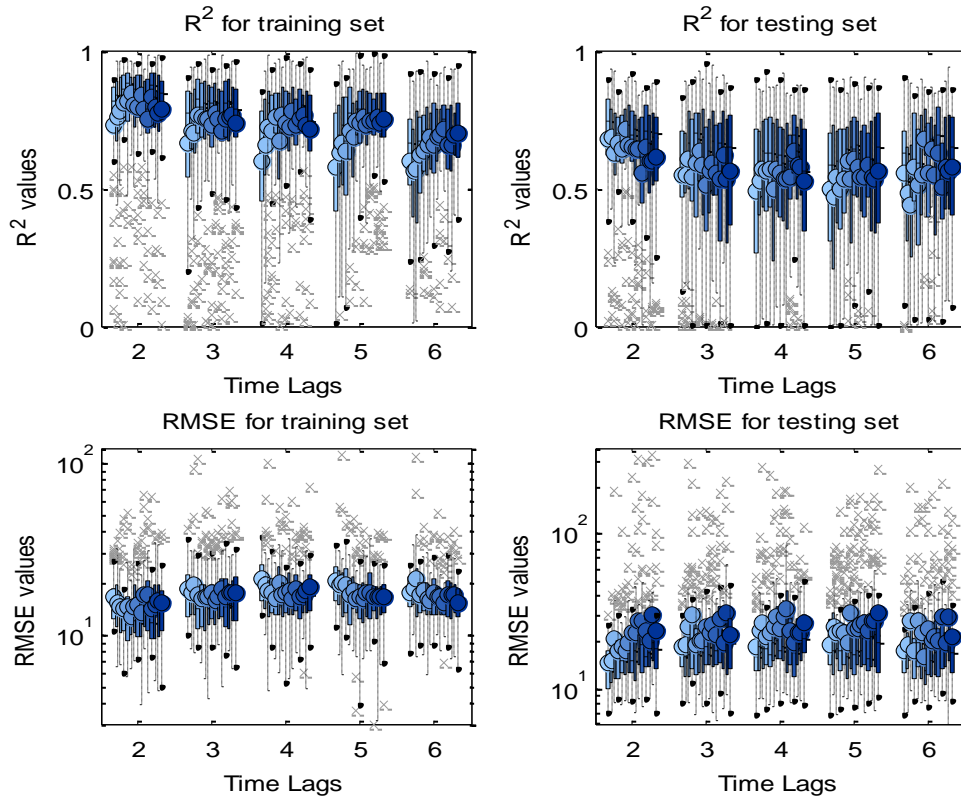 R² for training set
1
0.5
0
R² values
2 3 4 5 6
Time Lags
R² for testing set
1
0.5
0
R² values
2 3 4 5 6
Time Lags
RMSE for training set
10²
10¹
RMSE values
2 3 4 5 6
Time Lags
RMSE for testing set
10²
10¹
RMSE values
2 3 4 5 6
Time Lags